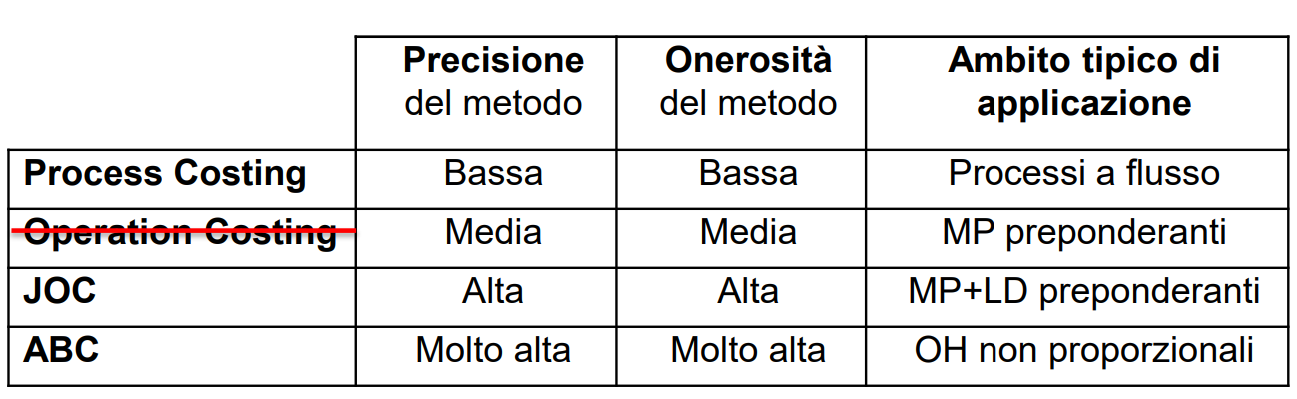 Precisione Onerosità Ambito tipico di
del metodo del metodo applicazione
Process Costing Bassa Bassa Processi a flusso
Operation Costing Media Media MP preponderanti
JOC Alta Alta MP+LD preponderanti
ABC Molto alta Molto alta OH non proporzionali